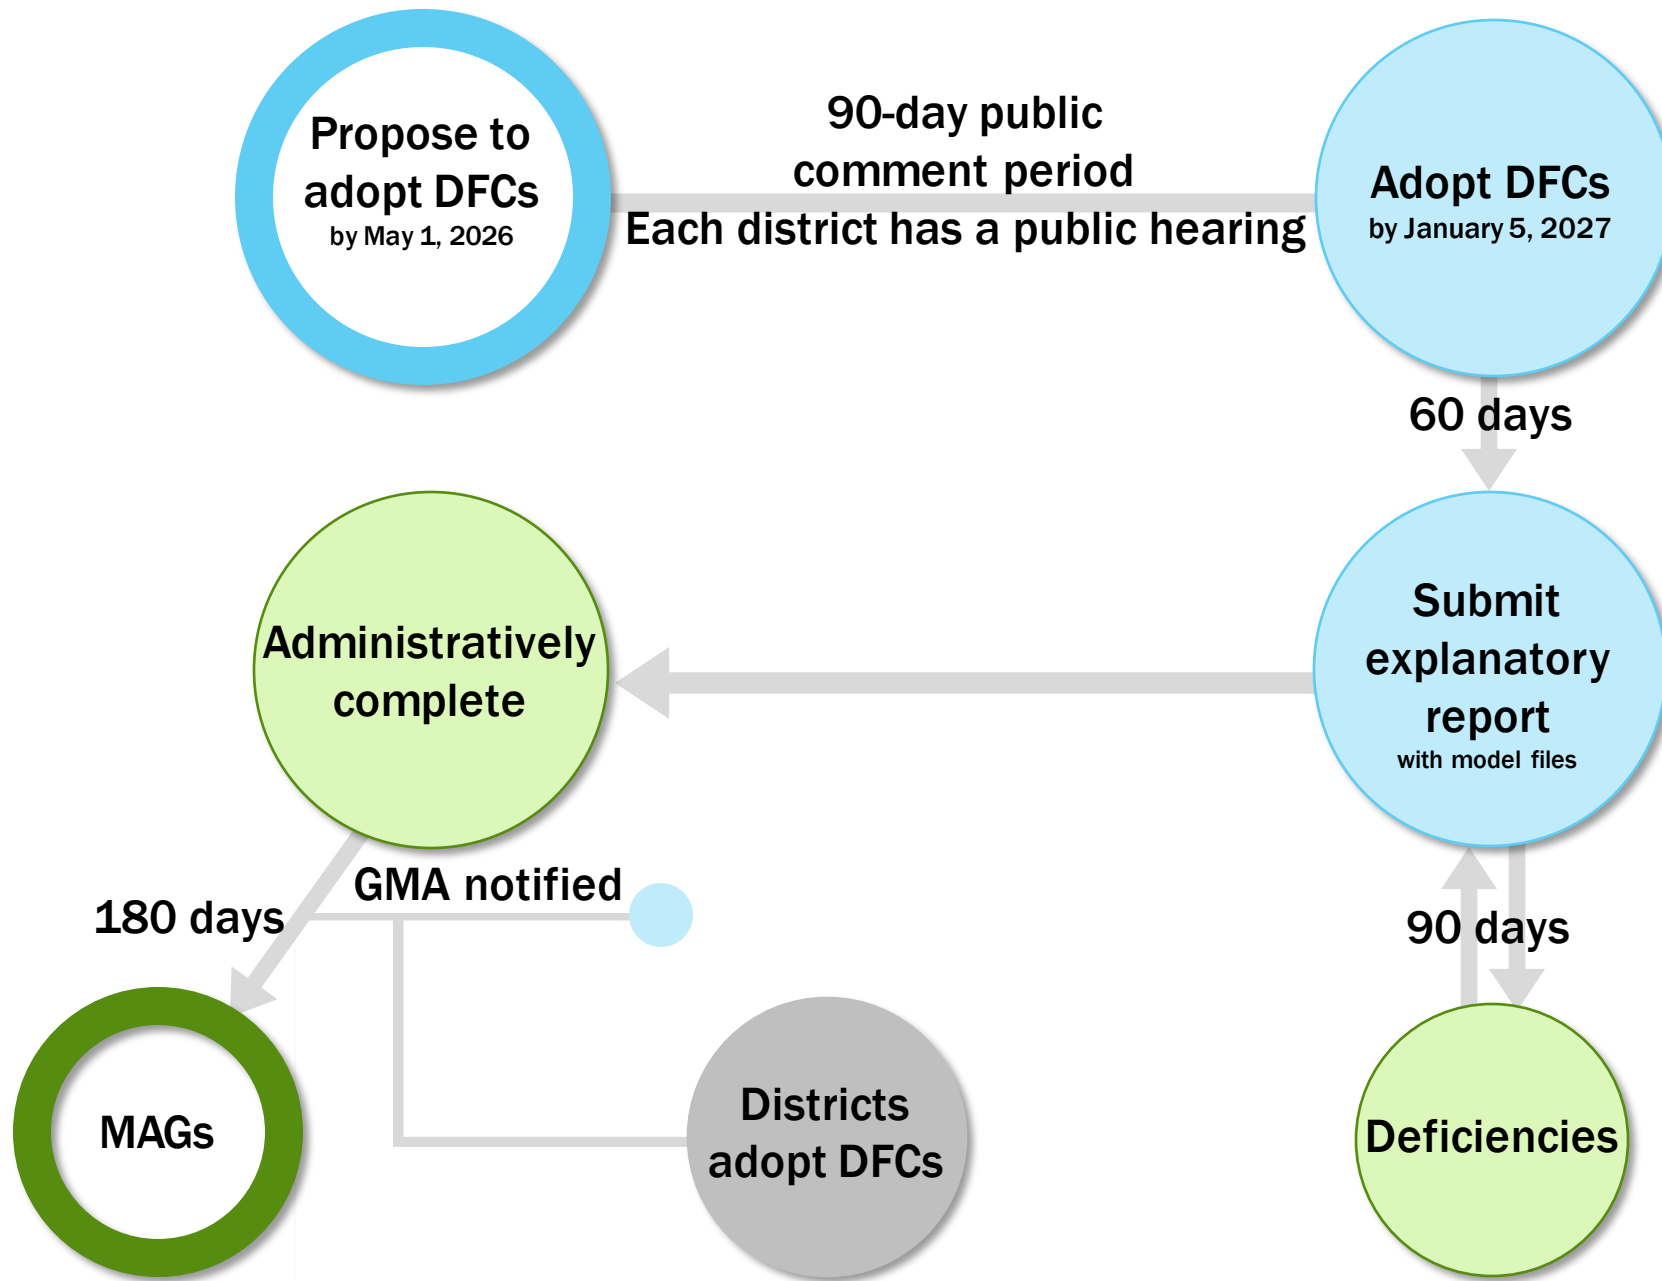 Propose to
adopt DFCs
by May 1, 2026
90-day public
comment period
Each district has a public hearing
Adopt DFCs
by January 5, 2027
60 days
Submit
explanatory
report
with model files
Administratively
complete
90 days
Deficiencies
180 days
GMA notified
MAGs
Districts
adopt DFCs